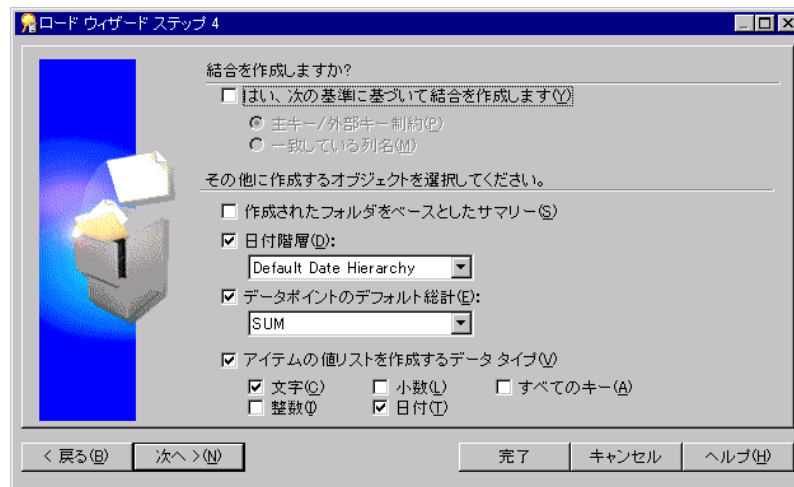 ロード ウィザード ステップ 4
結合を作成しますか?
はい、次の基準に基づいて結合を作成します(Y)
主キー/外部キー制約(P)
一致している列名(M)
その他に作成するオブジェクトを選択してください。
作成されたフォルダをベースとしたサマリー(S)
日付階層(D):
Default Date Hierarchy
データポイントのデフォルト総計(E):
SUM
アイテムの値リストを作成するデータ タイプ(V)
文字(C) 小数(L) すべてのキー(A)
整数(I) 日付(T)
< 戻る(B) 次へ >(N) 完了 キャンセル ヘルプ(H)